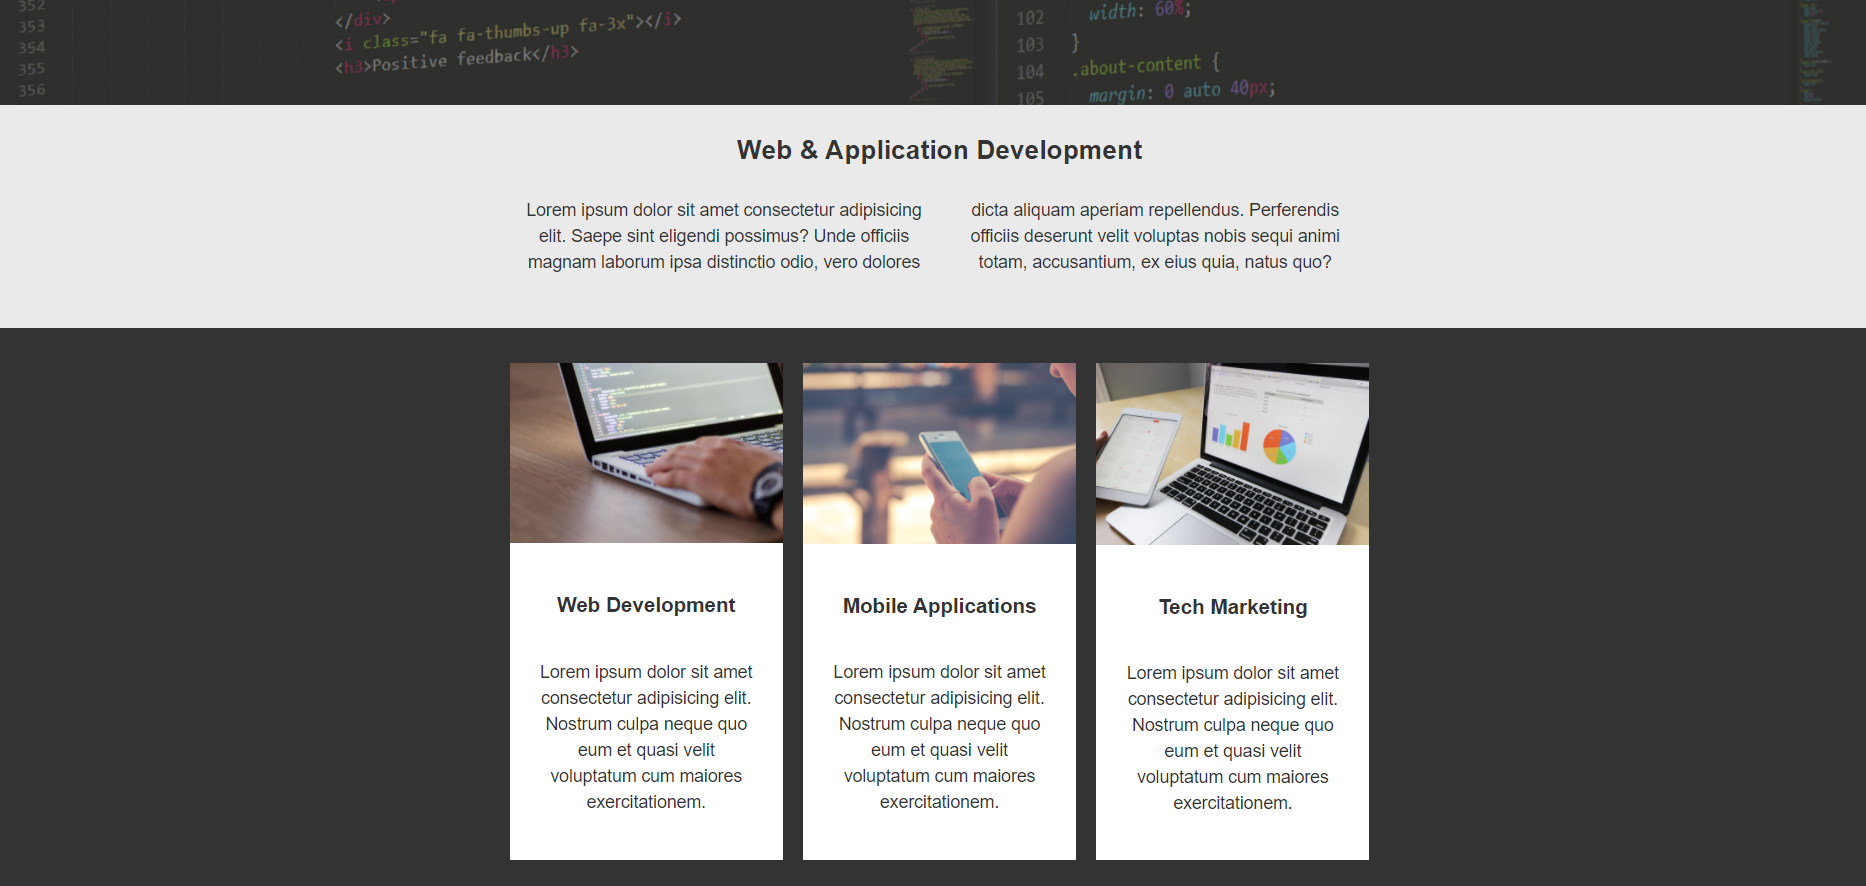 352
353
354
355
356
</div>
<i class="fa fa-thumbs-up fa-3x"></i>
<h3>Positive feedback</h3>
102
103
104
105
width: 60%;
}
.about-content {
margin: 0 auto 40px;
Web & Application Development
Lorem ipsum dolor sit amet consectetur adipisicing
elit. Saepe sint eligendi possimus? Unde officiis
magnam laborum ipsa distinctio odio, vero dolores
dicta aliquam aperiam repellendus. Perferendis
officiis deserunt velit voluptas nobis sequi animi
totam, accusantium, ex eius quia, natus quo?
Web Development
Lorem ipsum dolor sit amet
consectetur adipisicing elit.
Nostrum culpa neque quo
eum et quasi velit
voluptatum cum maiores
exercitationem.
Mobile Applications
Lorem ipsum dolor sit amet
consectetur adipisicing elit.
Nostrum culpa neque quo
eum et quasi velit
voluptatum cum maiores
exercitationem.
Tech Marketing
Lorem ipsum dolor sit amet
consectetur adipisicing elit.
Nostrum culpa neque quo
eum et quasi velit
voluptatum cum maiores
exercitationem.